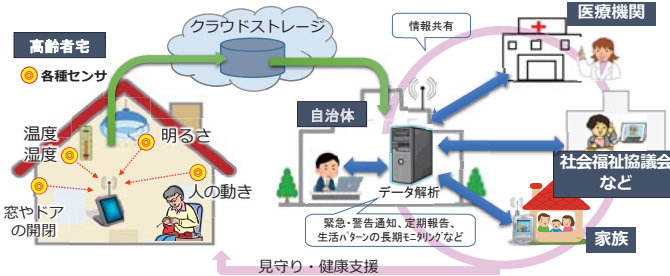 クラウドストレージ
情報共有
医療機関
高齢者宅
各種センサ
自治体
温度
湿度
明るさ
人の動き
窓やドア
の開閉
データ解析
社会福祉協議会
など
緊急・警告通知、定期報告、
生活パターンの長期モニタリングなど
家族
見守り・健康支援